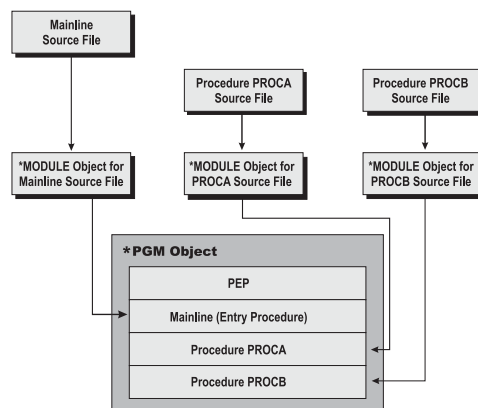 Mainline
Source File
Procedure PROCA
Source File
Procedure PROCB
Source File
*MODULE Object for
Mainline Source File
*MODULE Object for
PROCA Source File
*MODULE Object for
PROCB Source File
*PGM Object
PEP
Mainline (Entry Procedure)
Procedure PROCA
Procedure PROCB